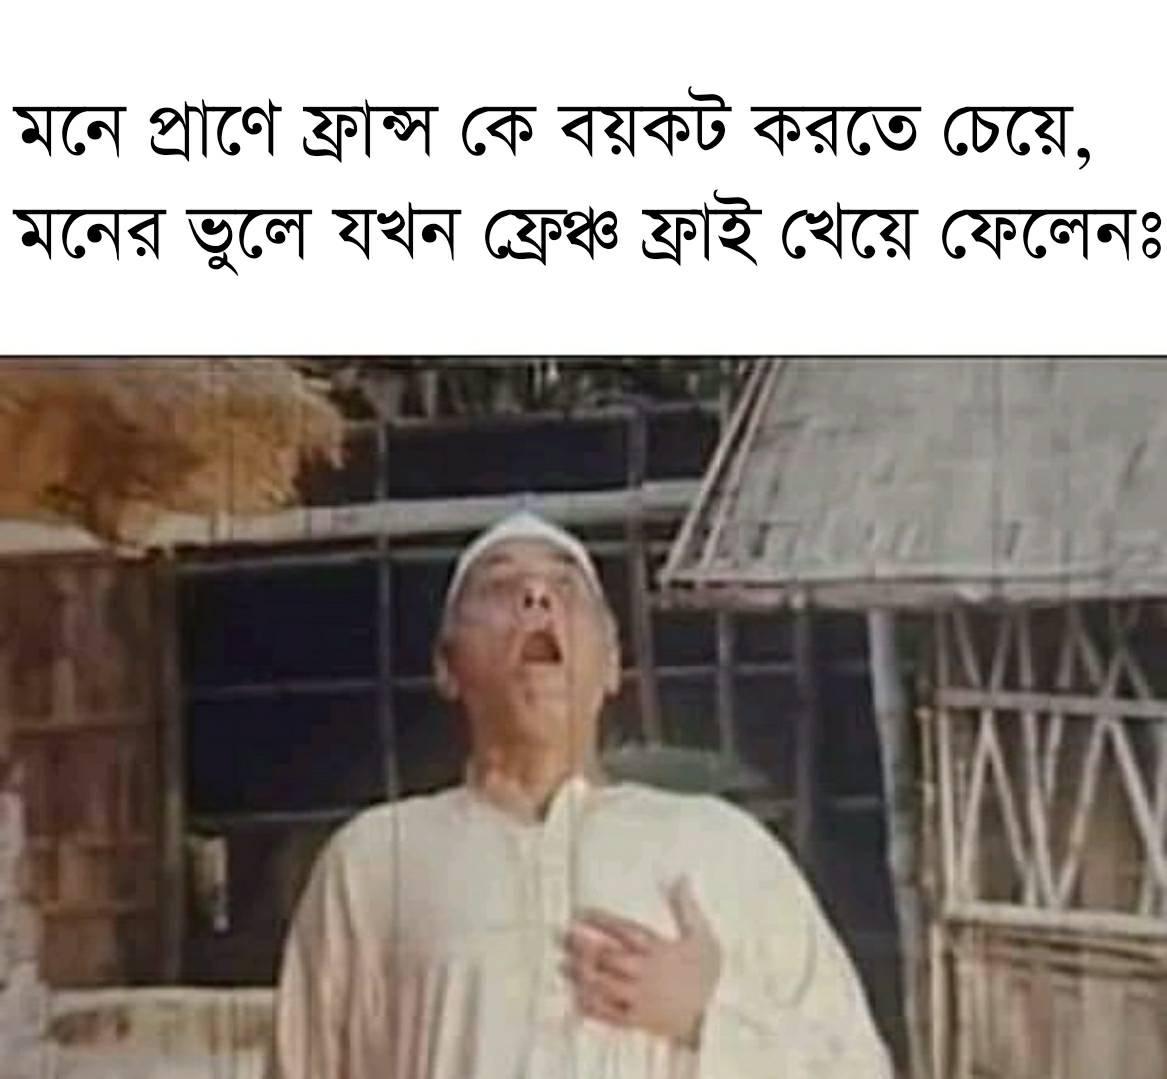 মনে প্রাণে ফ্রান্স কে বয়কট করতে চেয়ে,
মনের ভুলে যখন ফ্রেঞ্চ ফ্রাই খেয়ে ফেলেনঃ